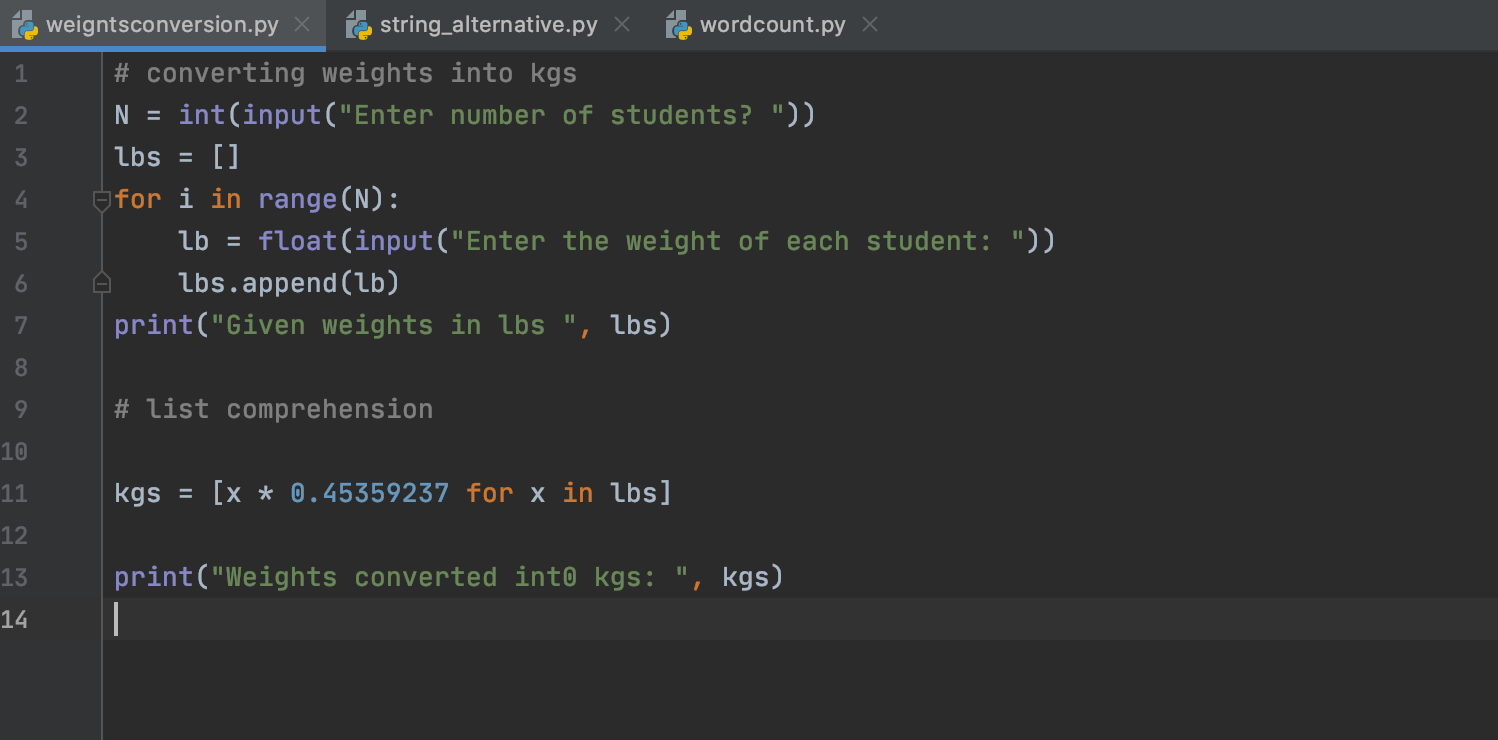 weigntsconversion.py string_alternative.py wordcount.py
1 # converting weights into kgs
2 N = int(input("Enter number of students? "))
3 lbs = []
4 for i in range(N):
5     lb = float(input("Enter the weight of each student: "))
6     lbs.append(lb)
7 print("Given weights in lbs ", lbs)
8
9 # list comprehension
10
11 kgs = [x * 0.45359237 for x in lbs]
12
13 print("Weights converted int0 kgs: ", kgs)
14